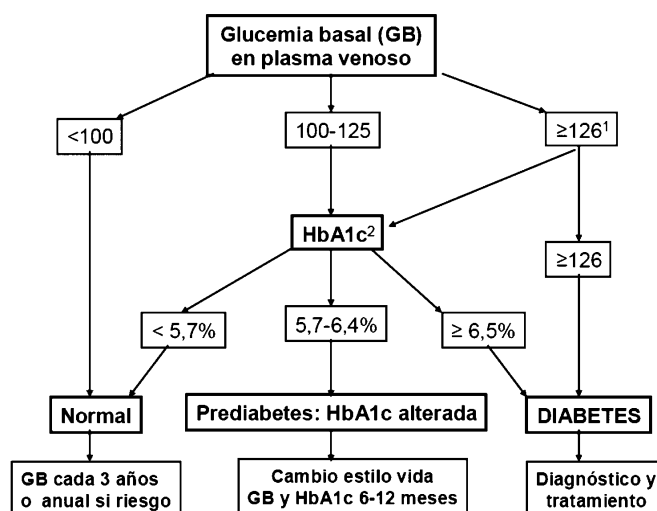 Glucemia basal (GB)
en plasma venoso
<100
100-125
≥126¹
HbA1c²
≥126
< 5,7%
5,7-6,4%
≥ 6,5%
Normal
Prediabetes: HbA1c alterada
DIABETES
GB cada 3 años
o anual si riesgo
Cambio estilo vida
GB y HbA1c 6-12 meses
Diagnóstico y
tratamiento